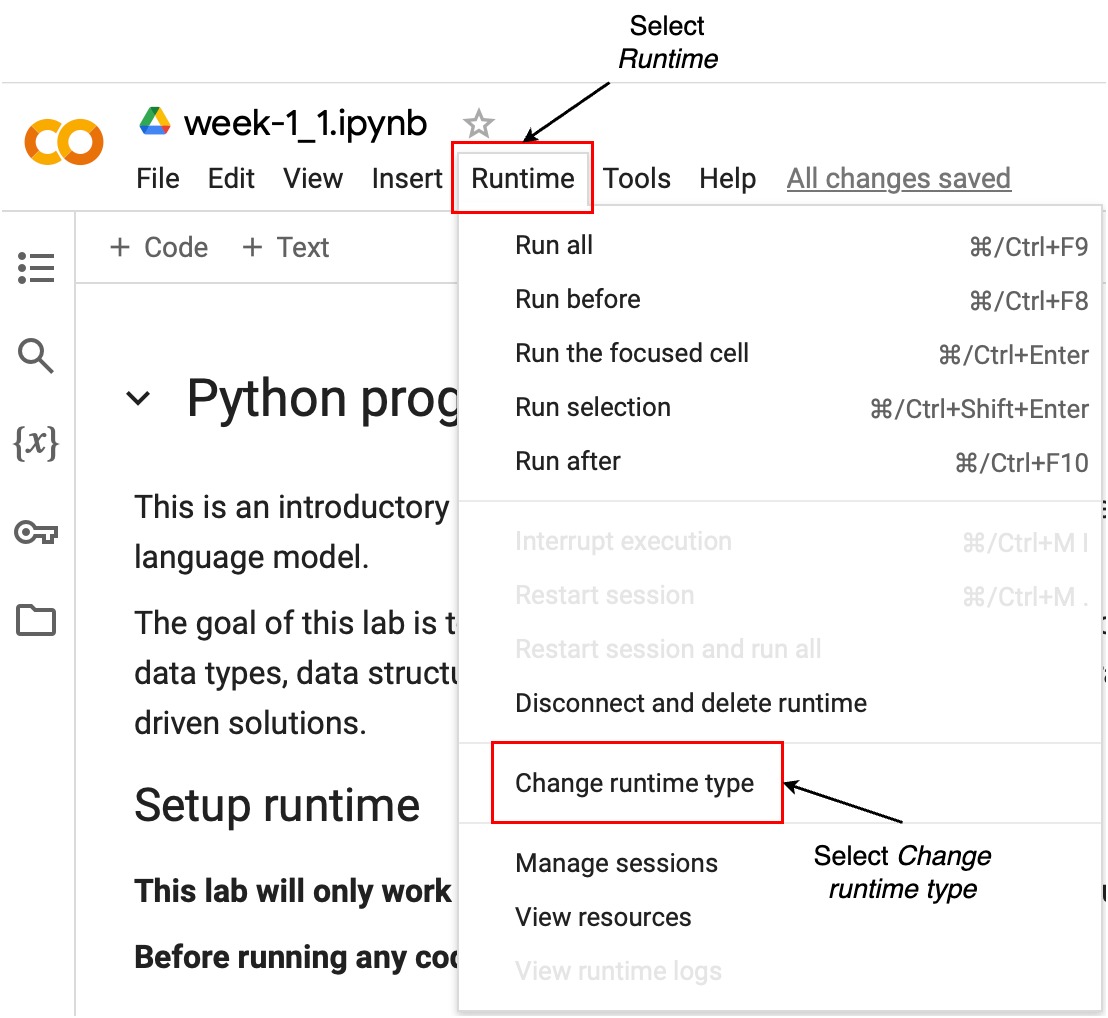 Select
Runtime
week-1_1.ipynb
File Edit View Insert Runtime Tools Help All changes saved
+ Code + Text
Run all ⌘/Ctrl+F9
Run before ⌘/Ctrl+F8
Run the focused cell ⌘/Ctrl+Enter
Run selection ⌘/Ctrl+Shift+Enter
Run after ⌘/Ctrl+F10
Interrupt execution ⌘/Ctrl+M I
Restart session ⌘/Ctrl+M .
Restart session and run all
Disconnect and delete runtime
Change runtime type
Manage sessions
View resources
View runtime logs
Select Change
runtime type
{x}
Python prog
This is an introductory
language model.
The goal of this lab is t
data types, data structu
driven solutions.
Setup runtime
This lab will only work
Before running any co